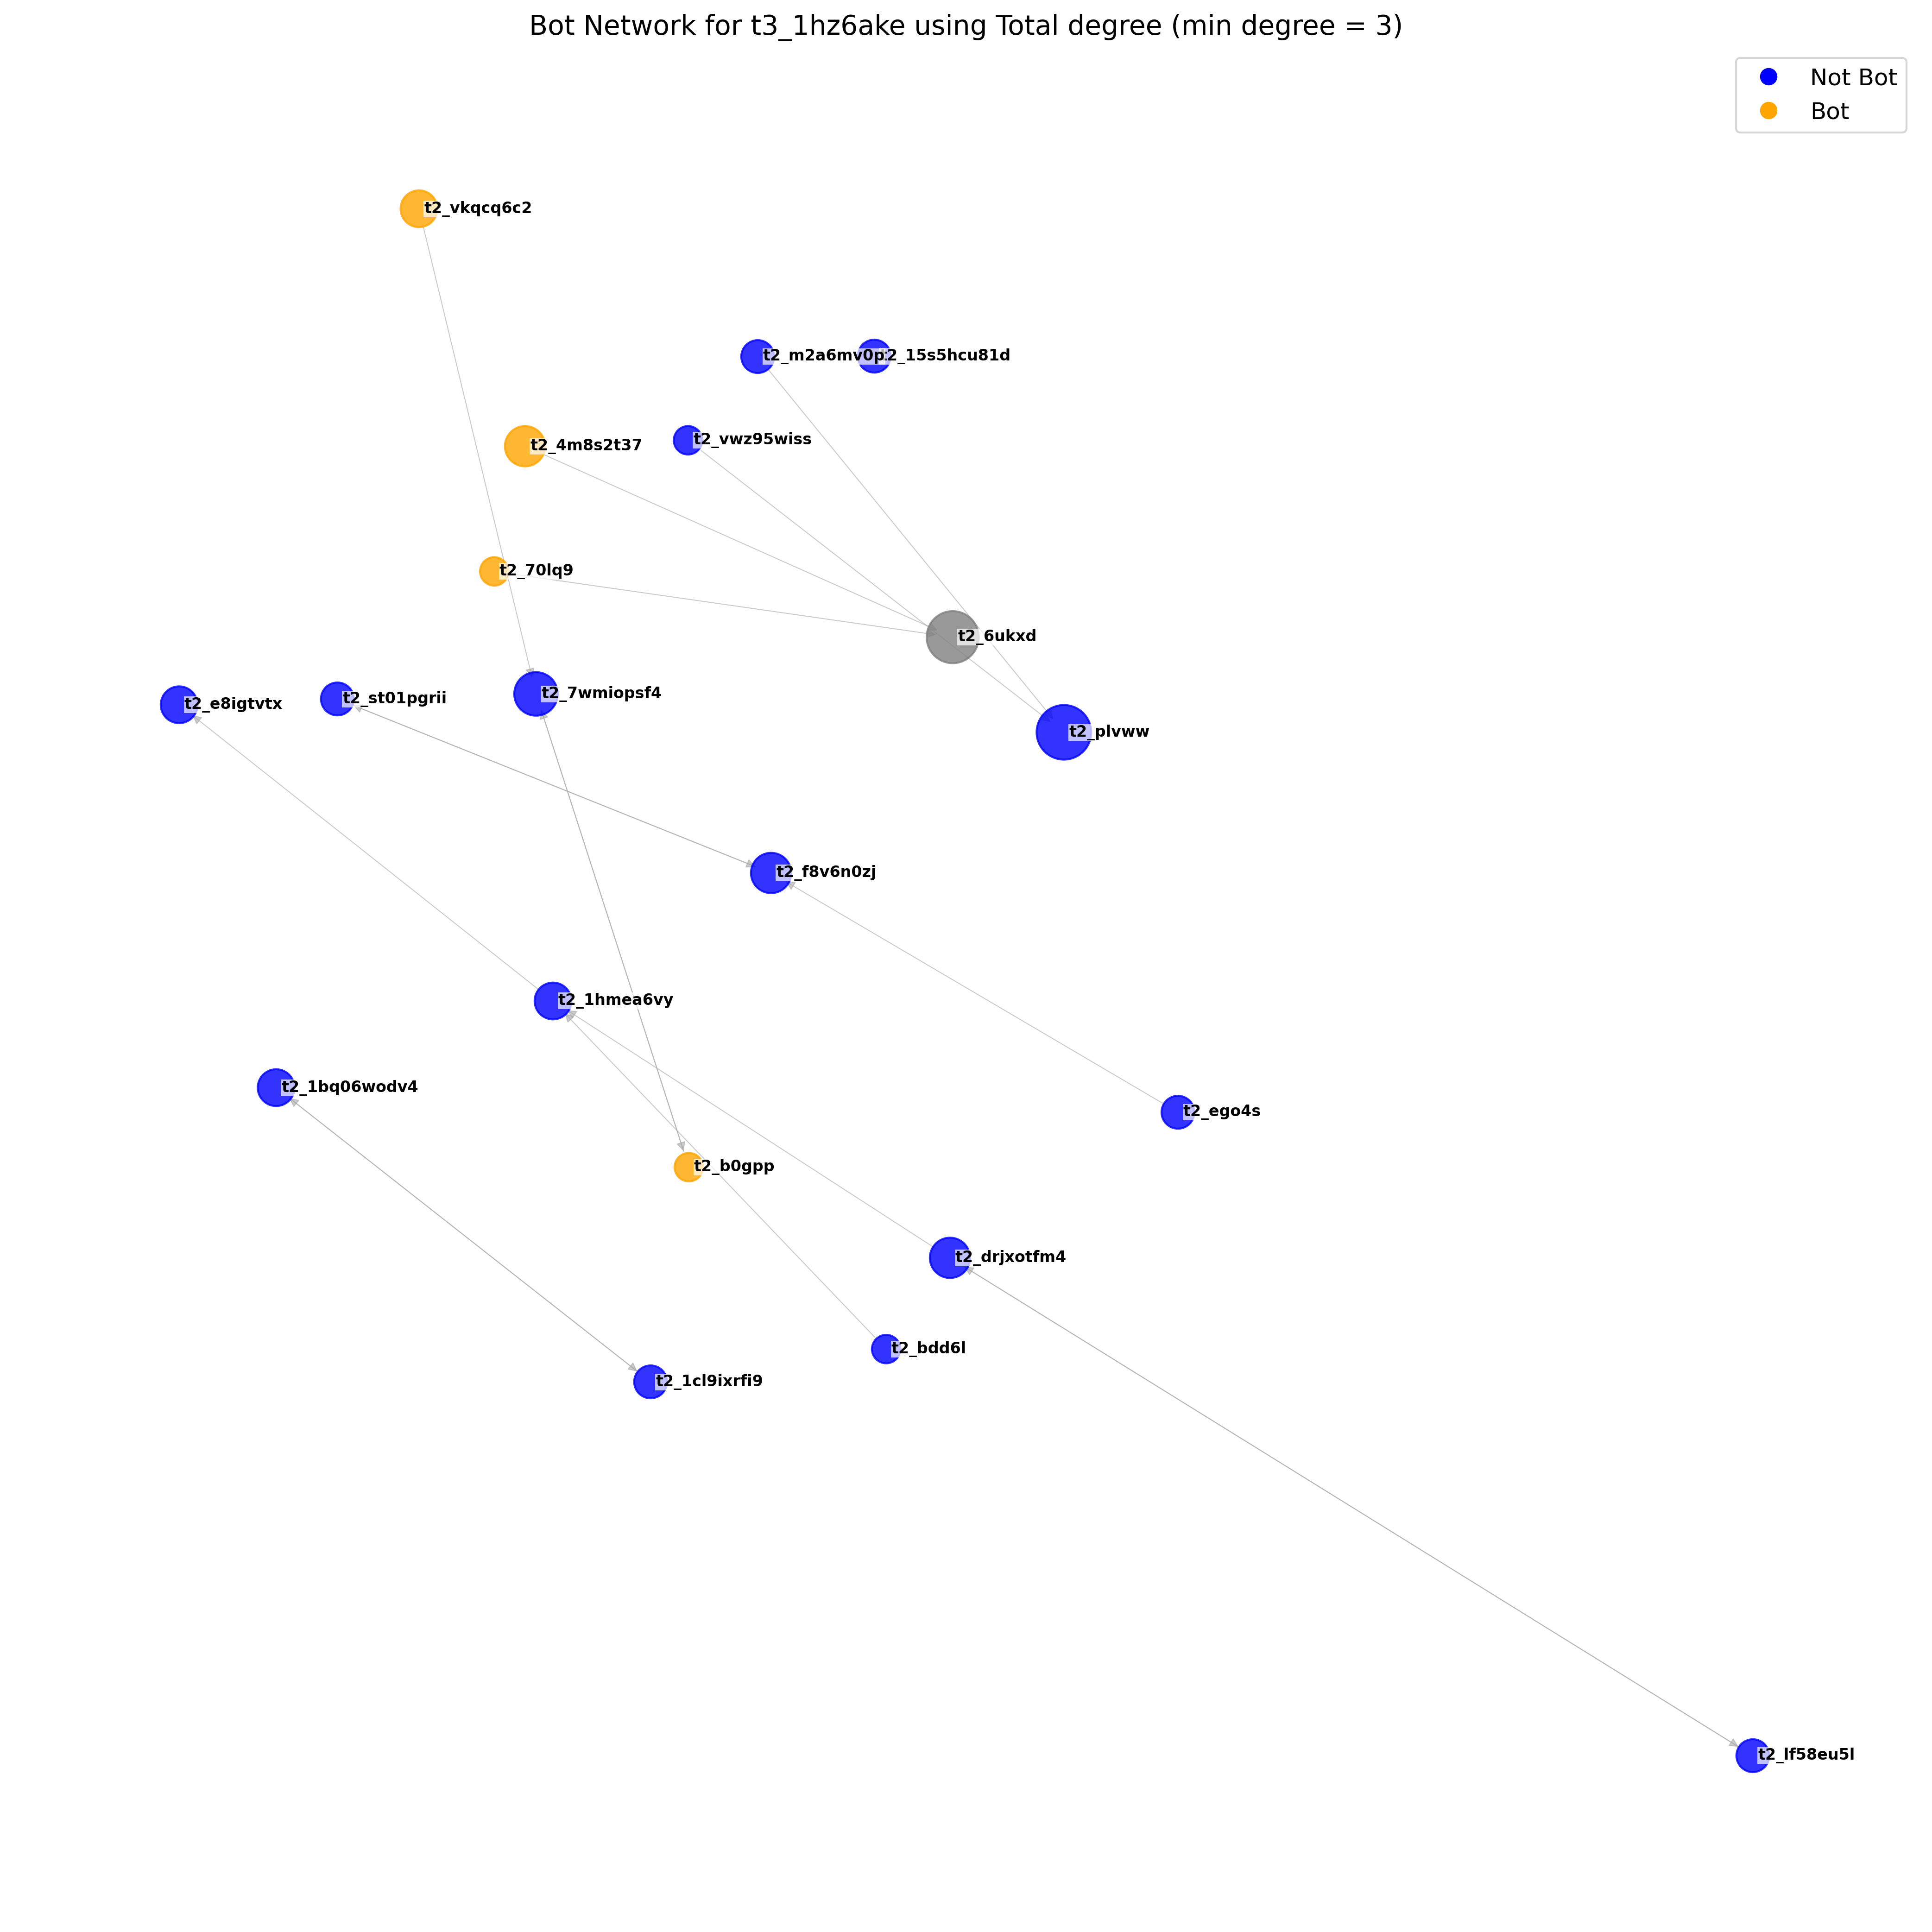 Bot Network for t3_1hz6ake using Total degree (min degree = 3)
Not Bot
Bot
t2_vkqcq6c2
t2_m2a6mv0p
t2_15s5hcu81d
t2_vwz95wiss
t2_4m8s2t37
t2_70lq9
t2_6ukxd
t2_7wmiopsf4
t2_st01pgrii
t2_e8igtvtx
t2_plvww
t2_f8v6n0zj
t2_1hmea6vy
t2_1bq06wodv4
t2_ego4s
t2_b0gpp
t2_drjxotfm4
t2_bdd6l
t2_1cl9ixrfi9
t2_lf58eu5l